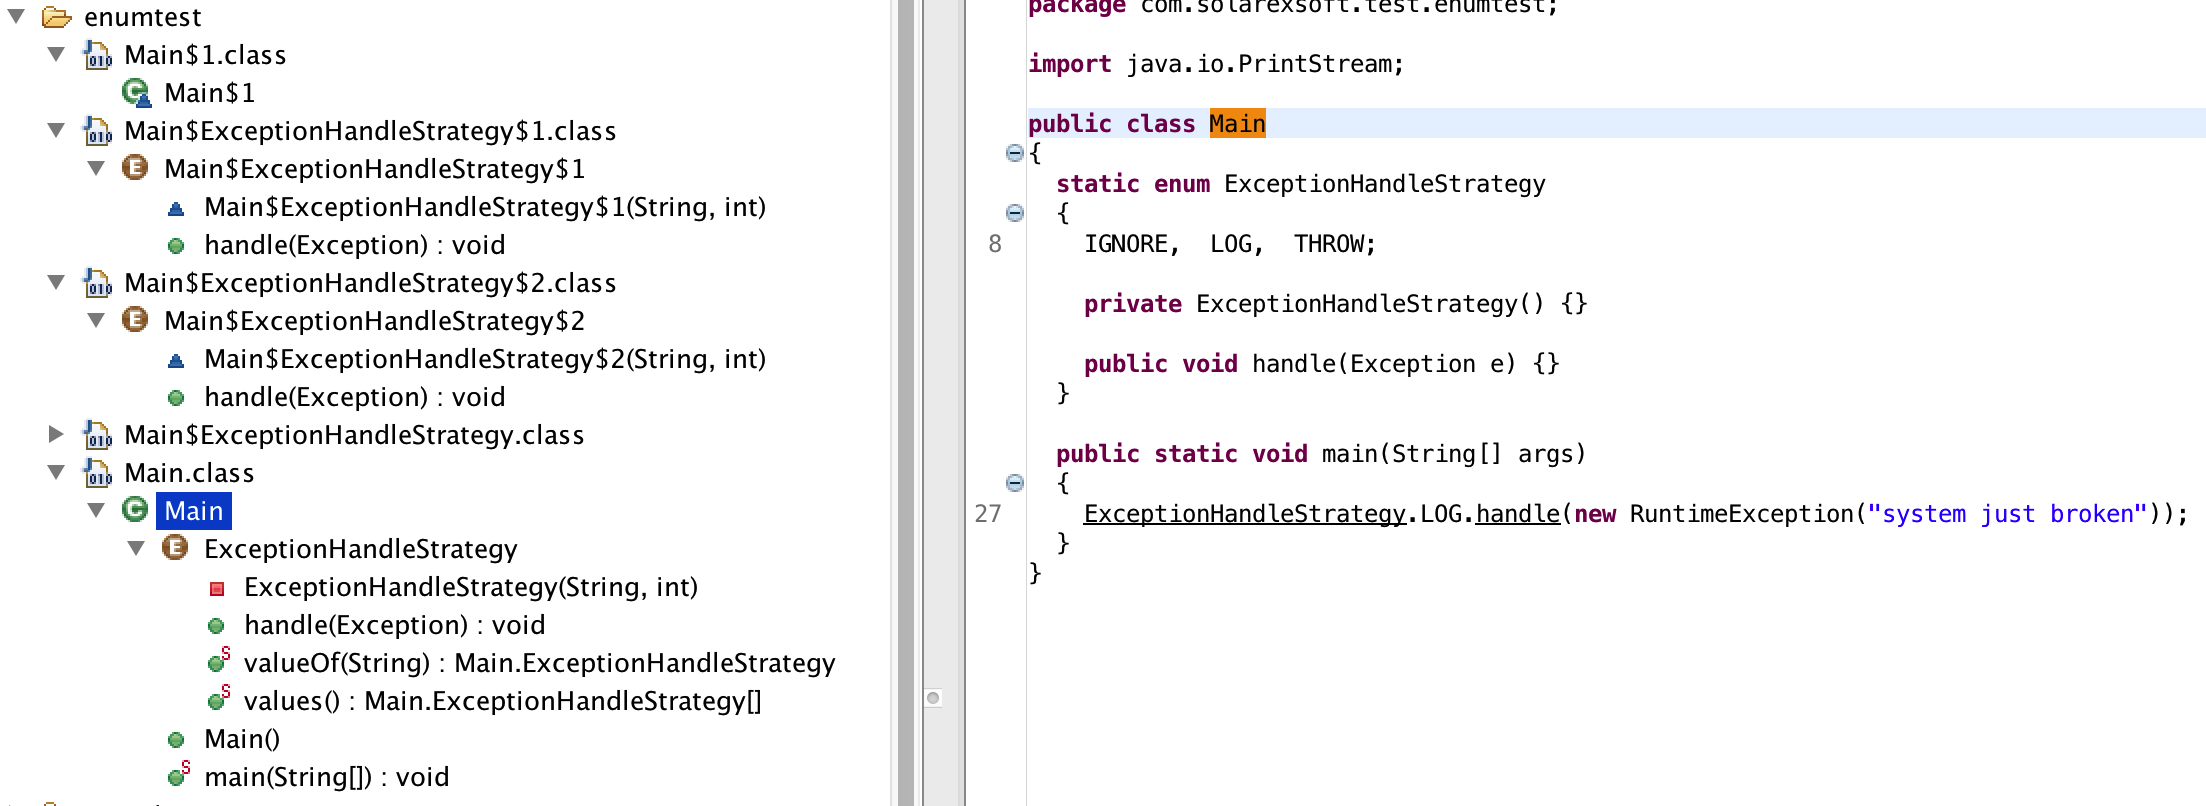 enumtest
Main$1.class
Main$1
Main$ExceptionHandleStrategy$1.class
Main$ExceptionHandleStrategy$1
Main$ExceptionHandleStrategy$1(String, int)
handle(Exception) : void
Main$ExceptionHandleStrategy$2.class
Main$ExceptionHandleStrategy$2
Main$ExceptionHandleStrategy$2(String, int)
handle(Exception) : void
Main$ExceptionHandleStrategy.class
Main.class
Main
ExceptionHandleStrategy
ExceptionHandleStrategy(String, int)
handle(Exception) : void
valueOf(String) : Main.ExceptionHandleStrategy
values() : Main.ExceptionHandleStrategy[]
Main()
main(String[]) : void
package com.solarexsoft.test.enumtest;
import java.io.PrintStream;
public class Main
{
static enum ExceptionHandleStrategy
{
8 IGNORE, LOG, THROW;
private ExceptionHandleStrategy() {}
public void handle(Exception e) {}
}
public static void main(String[] args)
{
27 ExceptionHandleStrategy.LOG.handle(new RuntimeException("system just broken"));
}
}